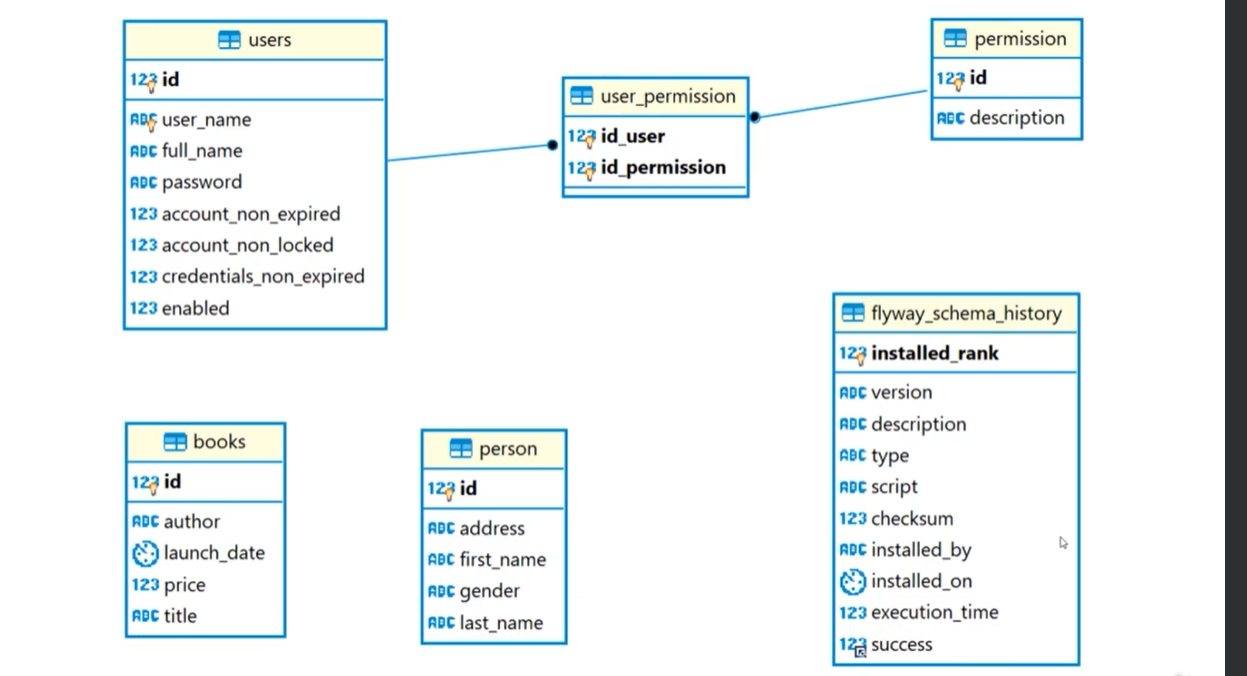 users
123 id
ABC user_name
ABC full_name
ABC password
123 account_non_expired
123 account_non_locked
123 credentials_non_expired
123 enabled
user_permission
123 id_user
123 id_permission
permission
123 id
ABC description
flyway_schema_history
123 installed_rank
ABC version
ABC description
ABC type
ABC script
123 checksum
ABC installed_by
installed_on
123 execution_time
123 success
books
123 id
ABC author
launch_date
123 price
ABC title
person
123 id
ABC address
ABC first_name
ABC gender
ABC last_name